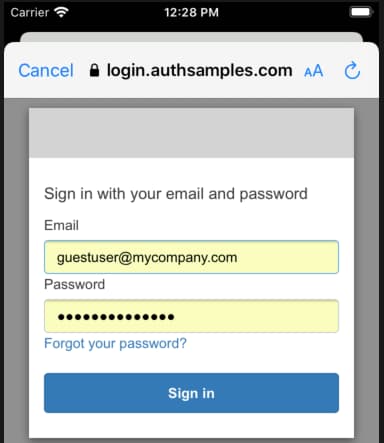 Carrier 12:28 PM
Cancel login.authsamples.com AA
Sign in with your email and password
Email
guestuser@mycompany.com
Password
••••••••••••••
Forgot your password?
Sign in